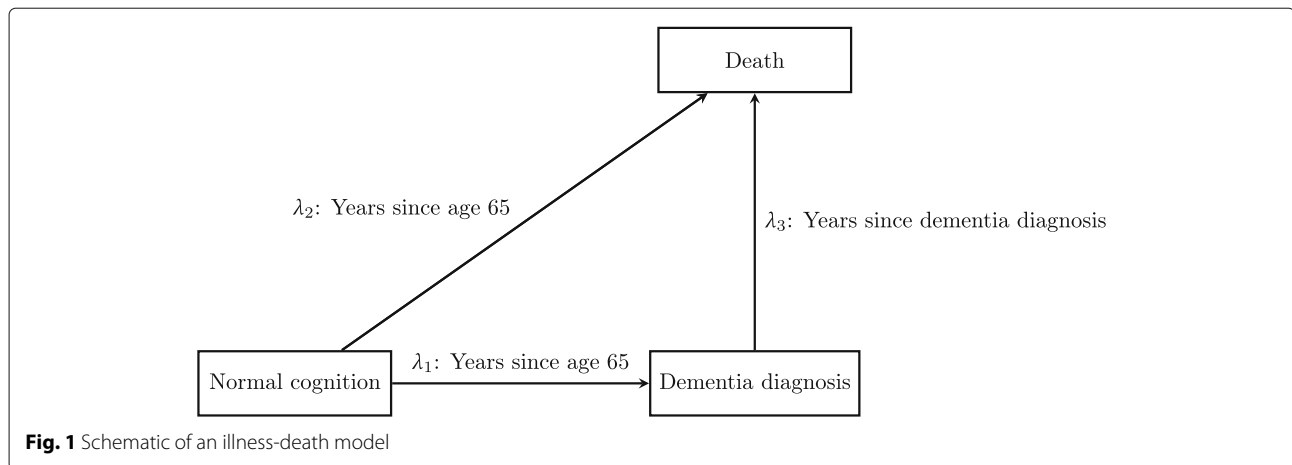 Death
λ₂: Years since age 65
λ₃: Years since dementia diagnosis
λ₁: Years since age 65
Normal cognition
Dementia diagnosis
Fig. 1 Schematic of an illness-death model